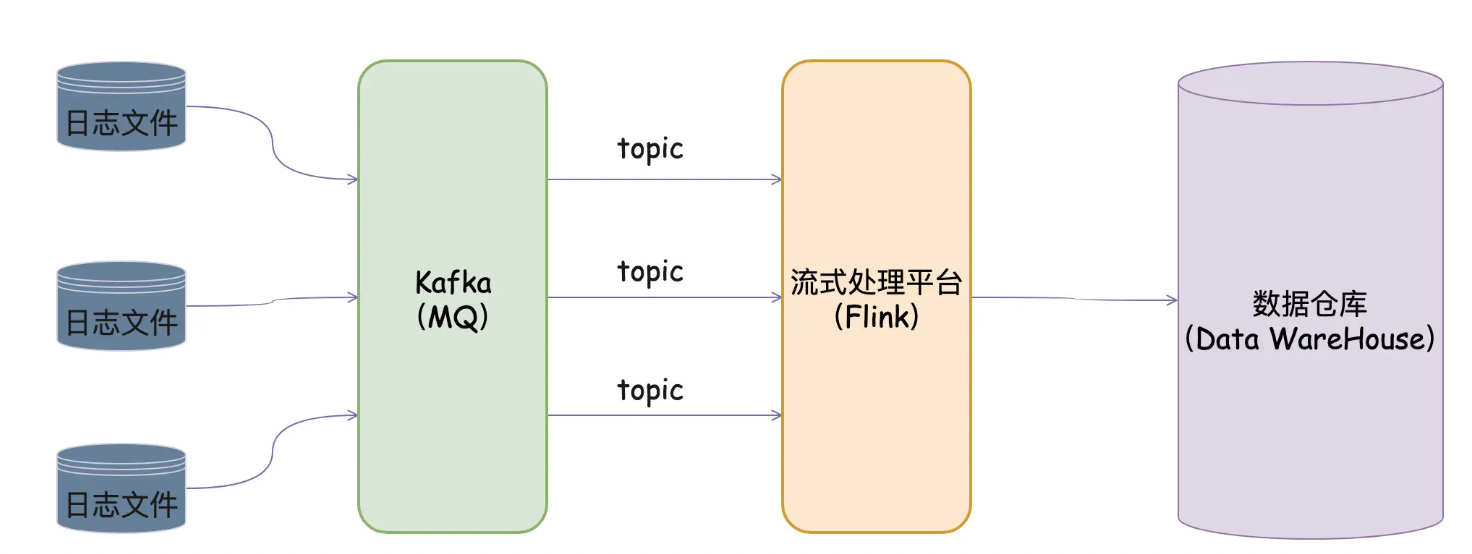 日志文件
日志文件
日志文件
Kafka
(MQ)
topic
topic
topic
流式处理平台
(Flink)
数据仓库
(Data WareHouse)